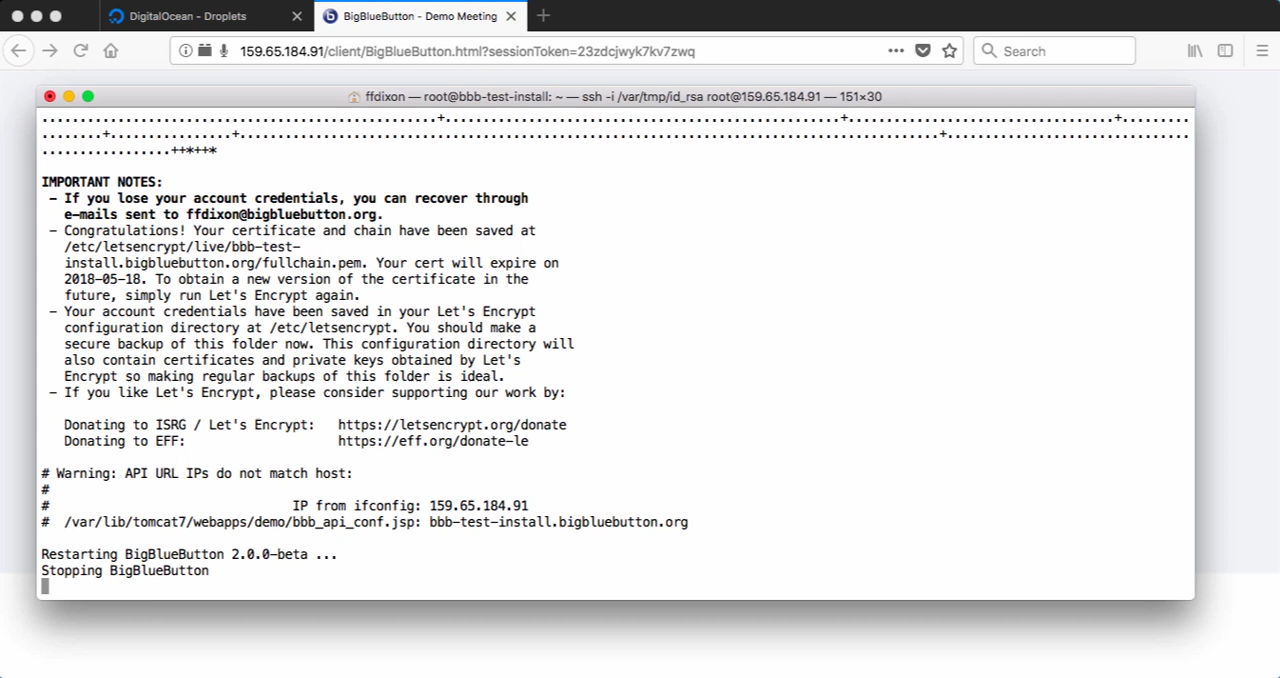 DigitalOcean - Droplets
BigBlueButton - Demo Meeting
159.65.184.91/client/BigBlueButton.html?sessionToken=23zdcjwyk7kv7zwq
Search
ffdixon — root@bbb-test-install: ~ — ssh -i /var/tmp/id_rsa root@159.65.184.91 — 151×30
....................................................+....................................................+....................................+.........
........+...............+.............................................................................................+................................
.................++*++*
IMPORTANT NOTES:
- If you lose your account credentials, you can recover through
e-mails sent to ffdixon@bigbluebutton.org.
- Congratulations! Your certificate and chain have been saved at
/etc/letsencrypt/live/bbb-test-
install.bigbluebutton.org/fullchain.pem. Your cert will expire on
2018-05-18. To obtain a new version of the certificate in the
future, simply run Let's Encrypt again.
- Your account credentials have been saved in your Let's Encrypt
configuration directory at /etc/letsencrypt. You should make a
secure backup of this folder now. This configuration directory will
also contain certificates and private keys obtained by Let's
Encrypt so making regular backups of this folder is ideal.
- If you like Let's Encrypt, please consider supporting our work by:
Donating to ISRG / Let's Encrypt:   https://letsencrypt.org/donate
Donating to EFF:                    https://eff.org/donate-le
# Warning: API URL IPs do not match host:
#
#                                IP from ifconfig: 159.65.184.91
#  /var/lib/tomcat7/webapps/demo/bbb_api_conf.jsp: bbb-test-install.bigbluebutton.org
Restarting BigBlueButton 2.0.0-beta ...
Stopping BigBlueButton